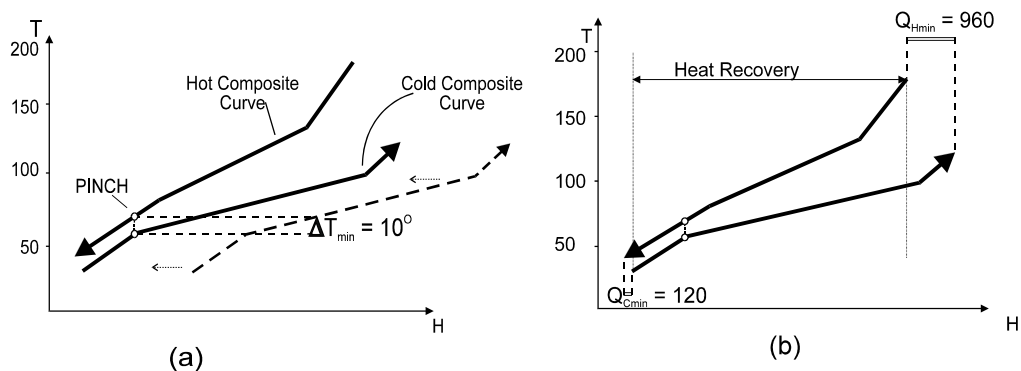 T
200
150
100
50
Hot Composite
Curve
Cold Composite
Curve
PINCH
ΔTmin = 10°
H
(a)
QHmin = 960
T
200
150
100
50
Heat Recovery
QCmin = 120
H
(b)